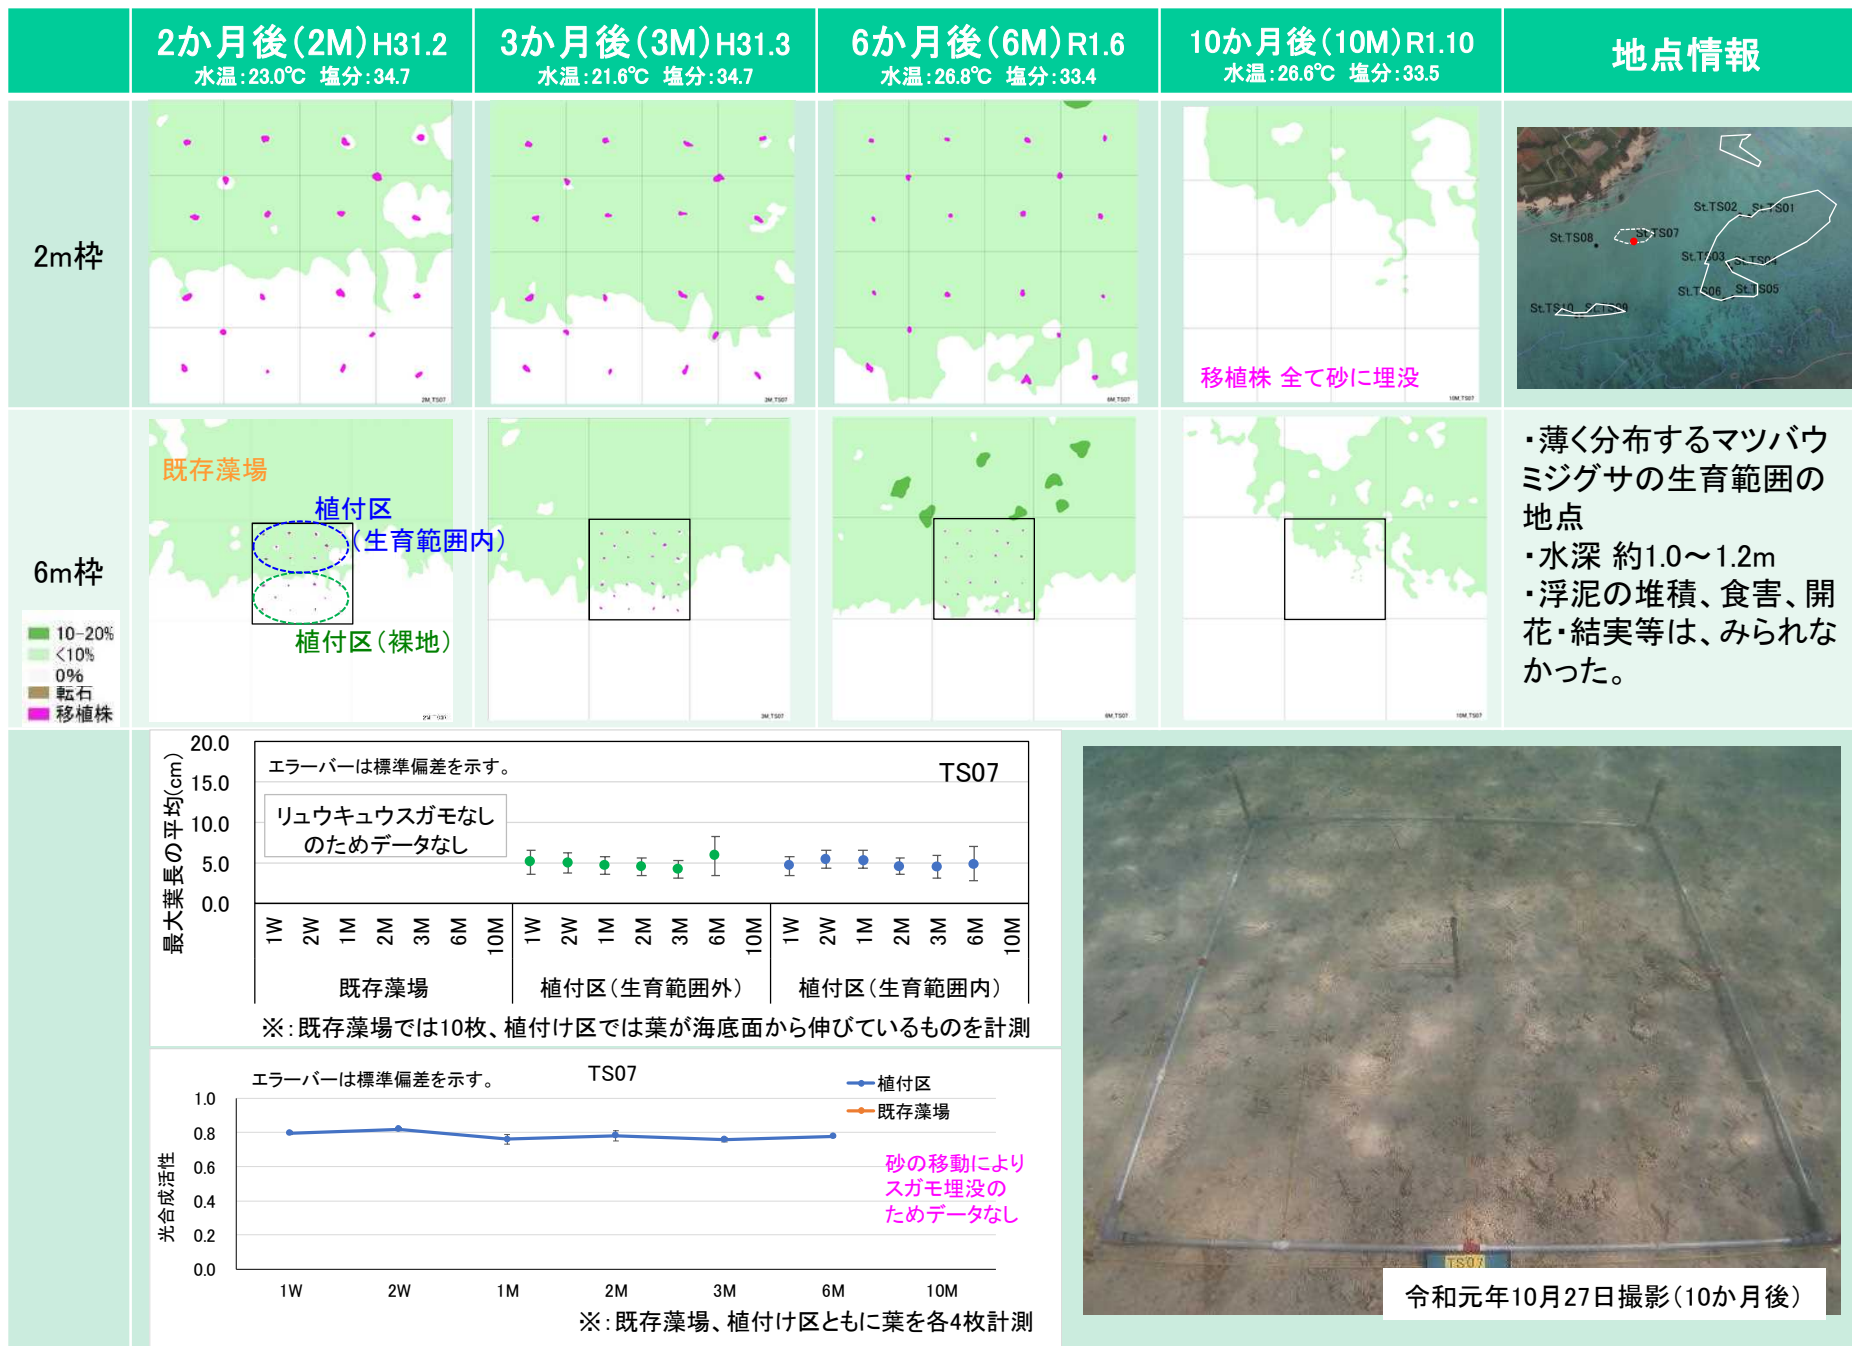 2か月後(2M)H31.2
水温:23.0℃ 塩分:34.7
3か月後(3M)H31.3
水温:21.6℃ 塩分:34.7
6か月後(6M)R1.6
水温:26.8℃ 塩分:33.4
10か月後(10M)R1.10
水温:26.6℃ 塩分:33.5
地点情報
2m枠
2M_TS07
3M_TS07
6M_TS07
移植株 全て砂に埋没
10M_TS07
St.TS02
St.TS01
St.TS08
St.TS07
St.TS03
St.TS04
St.TS06
St.TS05
St.TS10
St.TS09
6m枠
10-20%
<10%
0%
転石
移植株
既存藻場
植付区
(生育範囲内)
植付区(裸地)
3M_TS07
6M_TS07
10M_TS07
・薄く分布するマツバウ
ミジグサの生育範囲の
地点
・水深 約1.0～1.2m
・浮泥の堆積、食害、開
花・結実等は、みられな
かった。
最大葉長の平均(cm)
20.0
15.0
10.0
5.0
0.0
エラーバーは標準偏差を示す。
TS07
リュウキュウスガモなし
のためデータなし
1W 2W 1M 2M 3M 6M 10M 1W 2W 1M 2M 3M 6M 10M 1W 2W 1M 2M 3M 6M 10M
既存藻場 植付区(生育範囲外) 植付区(生育範囲内)
※:既存藻場では10枚、植付け区では葉が海底面から伸びているものを計測
エラーバーは標準偏差を示す。
TS07
植付区
既存藻場
光合成活性
1.0
0.8
0.6
0.4
0.2
0.0
砂の移動により
スガモ埋没の
ためデータなし
1W 2W 1M 2M 3M 6M 10M
※:既存藻場、植付け区ともに葉を各4枚計測
TS07
令和元年10月27日撮影(10か月後)